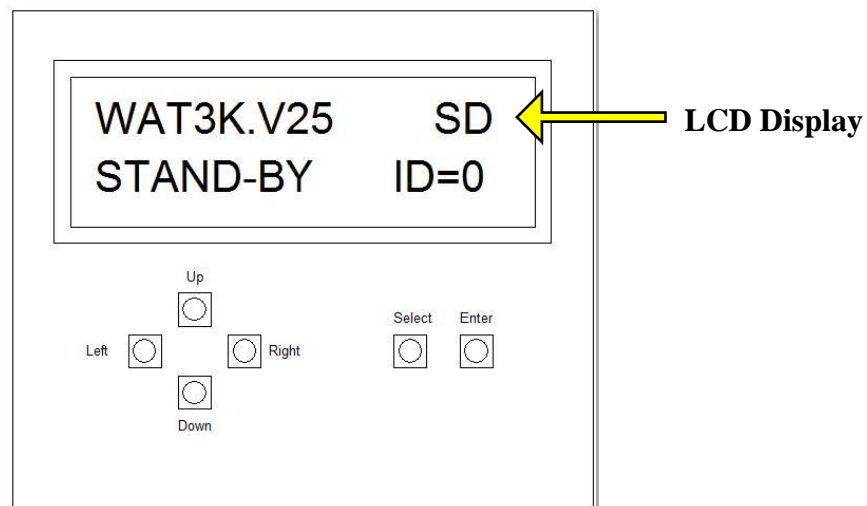 WAT3K.V25 SD
STAND-BY ID=0
LCD Display
Up
Left
Right
Down
Select Enter